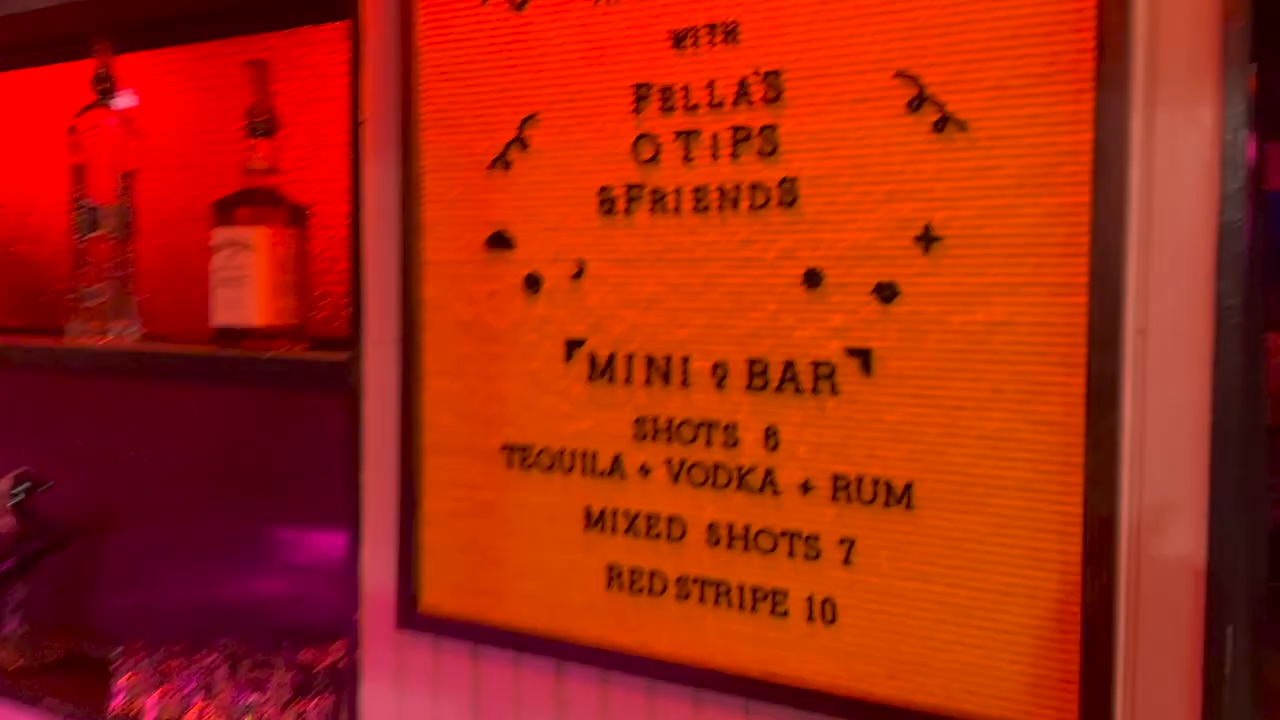 WITH
FELLA'S
Q TIPS
&FRIENDS
MINI BAR
SHOTS 6
TEQUILA + VODKA + RUM
MIXED SHOTS 7
RED STRIPE 10